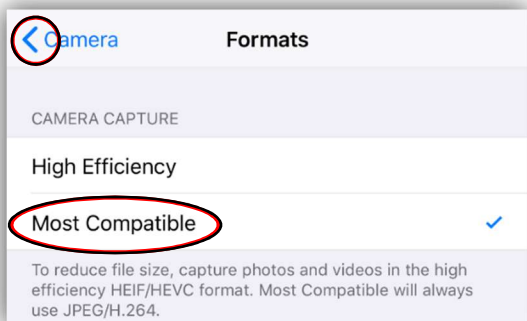 Camera Formats
CAMERA CAPTURE
High Efficiency
Most Compatible
To reduce file size, capture photos and videos in the high
efficiency HEIF/HEVC format. Most Compatible will always
use JPEG/H.264.